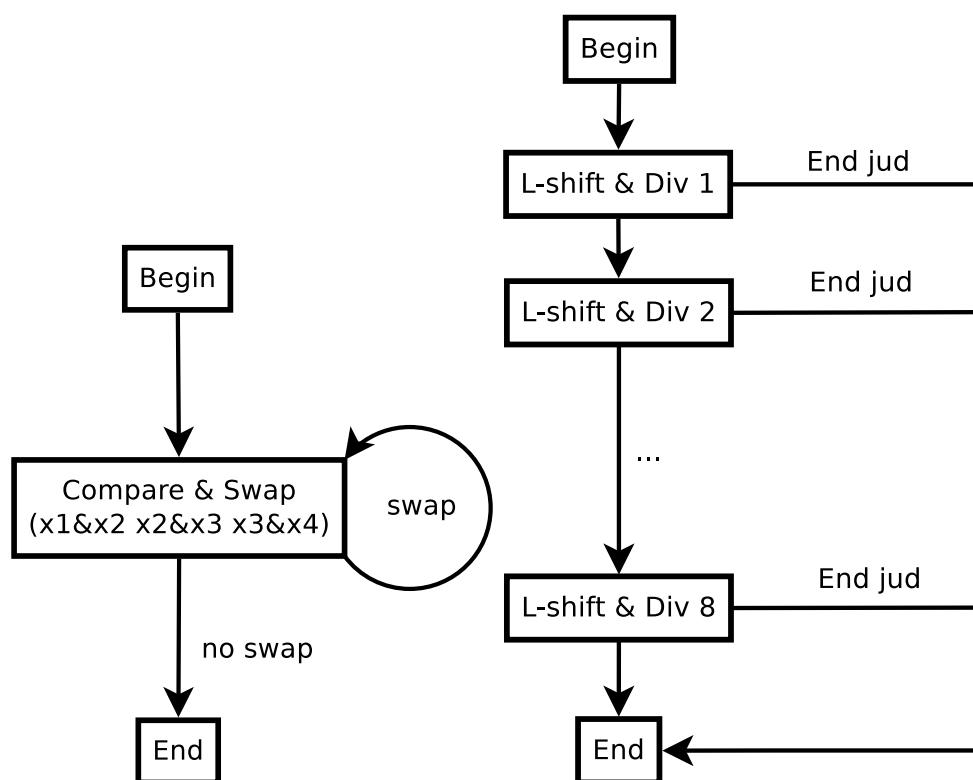 Begin
Compare & Swap
(x1&x2 x2&x3 x3&x4)
swap
no swap
End
Begin
L-shift & Div 1
End jud
L-shift & Div 2
End jud
...
L-shift & Div 8
End jud
End